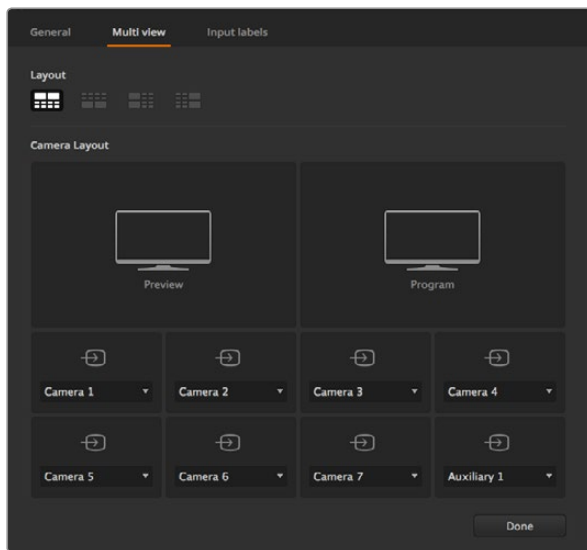 General Multi view Input labels
Layout
Camera Layout
Preview Program
Camera 1 Camera 2 Camera 3 Camera 4
Camera 5 Camera 6 Camera 7 Auxiliary 1
Done